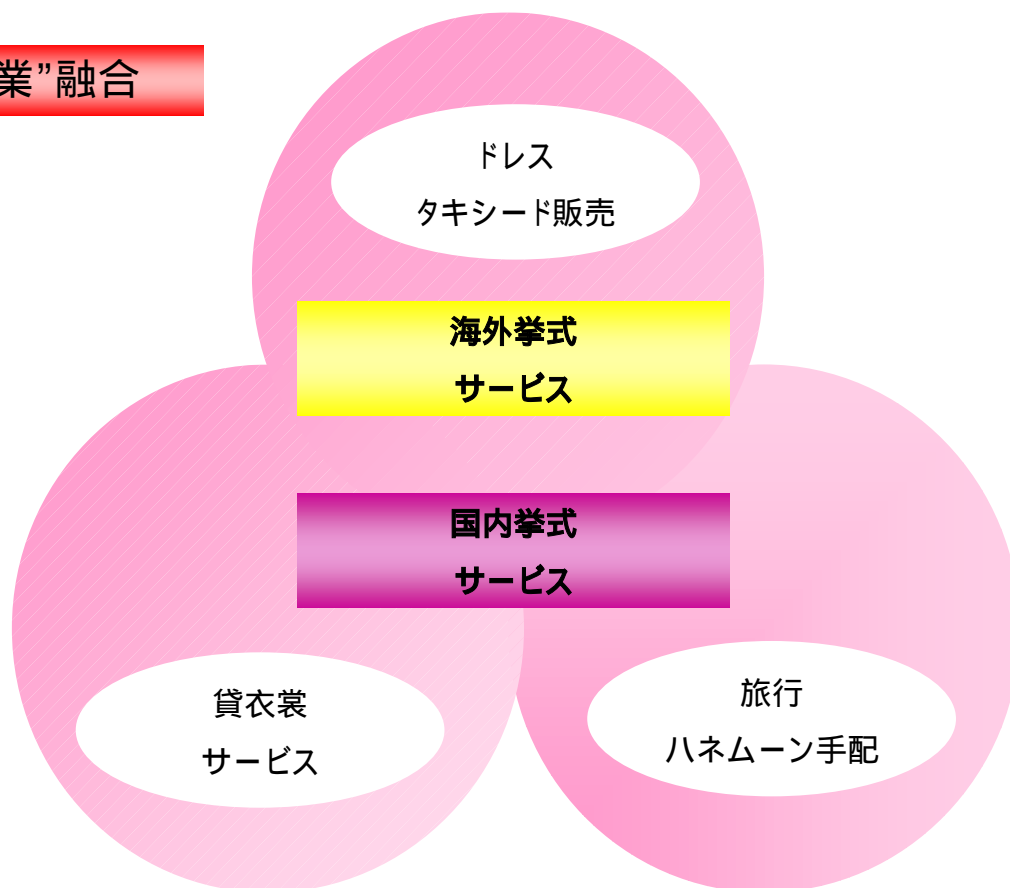 業”融合
ドレス
タキシード販売
海外挙式
サービス
国内挙式
サービス
貸衣裳
サービス
旅行
ハネムーン手配